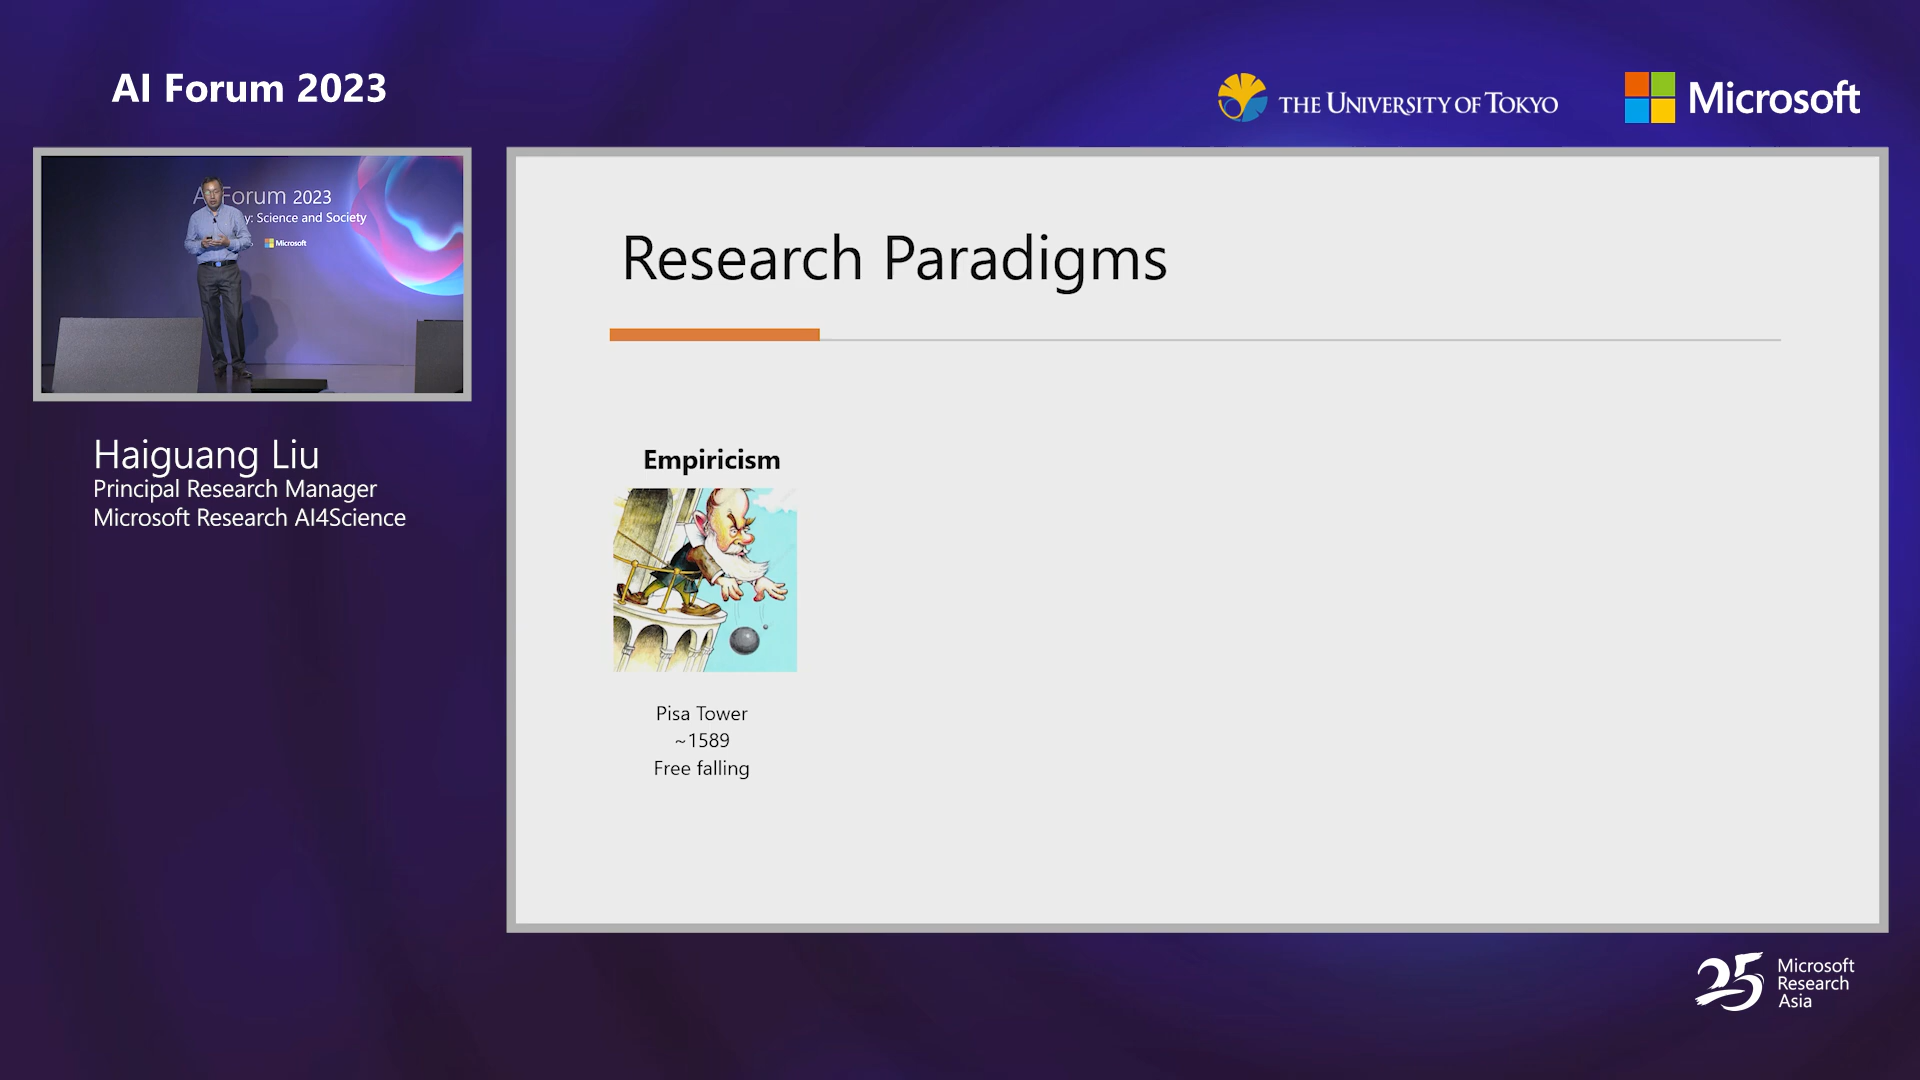 AI Forum 2023
THE UNIVERSITY OF TOKYO
Microsoft
Forum 2023
y: Science and Society
Microsoft
Haiguang Liu
Principal Research Manager
Microsoft Research AI4Science
Research Paradigms
Empiricism
Pisa Tower
~1589
Free falling
25
Microsoft
Research
Asia